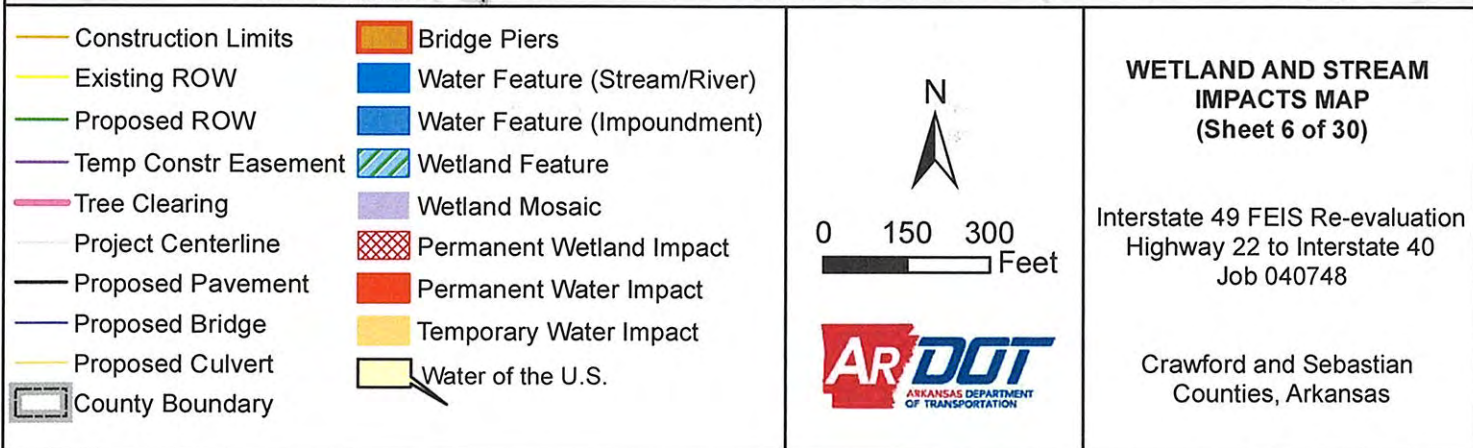 Construction Limits
Existing ROW
Proposed ROW
Temp Constr Easement
Tree Clearing
Project Centerline
Proposed Pavement
Proposed Bridge
Proposed Culvert
County Boundary
Bridge Piers
Water Feature (Stream/River)
Water Feature (Impoundment)
Wetland Feature
Wetland Mosaic
Permanent Wetland Impact
Permanent Water Impact
Temporary Water Impact
Water of the U.S.
N
0 150 300
Feet
ARDOT
ARKANSAS DEPARTMENT
OF TRANSPORTATION
WETLAND AND STREAM
IMPACTS MAP
(Sheet 6 of 30)
Interstate 49 FEIS Re-evaluation
Highway 22 to Interstate 40
Job 040748
Crawford and Sebastian
Counties, Arkansas